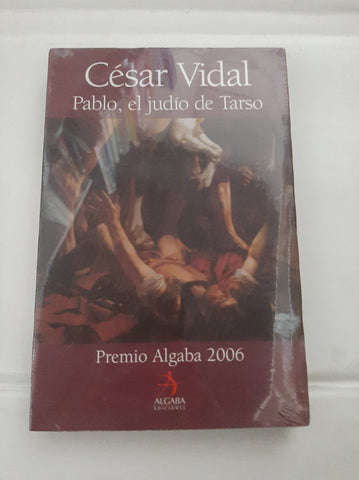 César Vidal
Pablo, el judío de Tarso
Premio Algaba 2006
ALGABA
EDICIONES